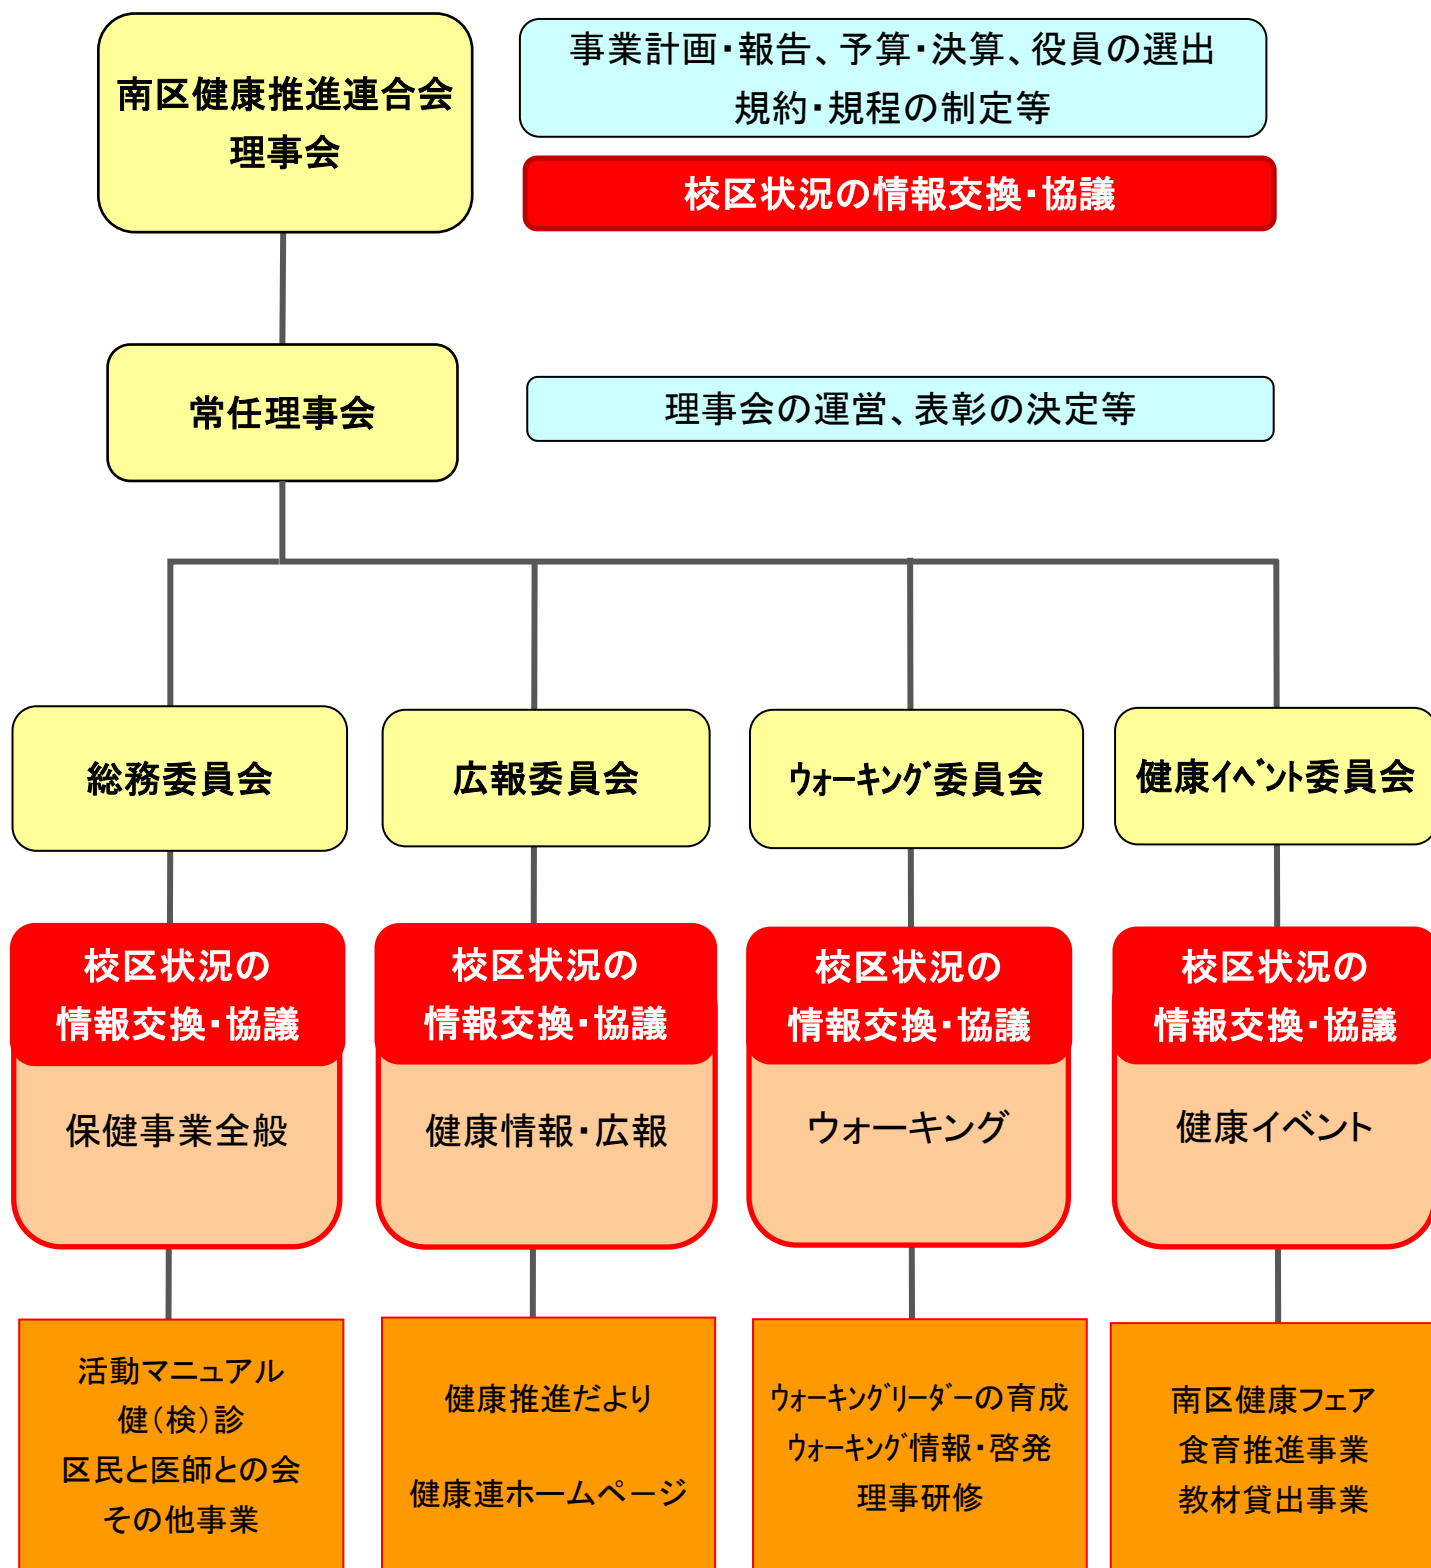 南区健康推進連合会
理事会
事業計画・報告、予算・決算、役員の選出
規約・規程の制定等
校区状況の情報交換・協議
常任理事会
理事会の運営、表彰の決定等
総務委員会
広報委員会
ｳｫｰｷﾝｸﾞ委員会
健康ｲﾍﾞﾝﾄ委員会
校区状況の
情報交換・協議
保健事業全般
校区状況の
情報交換・協議
健康情報・広報
校区状況の
情報交換・協議
ウォーキング
校区状況の
情報交換・協議
健康イベント
活動マニュアル
健（検）診
区民と医師との会
その他事業
健康推進だより
健康連ホームページ
ｳｫｰｷﾝｸﾞﾘｰﾀﾞｰの育成
ｳｫｰｷﾝｸﾞ情報・啓発
理事研修
南区健康フェア
食育推進事業
教材貸出事業